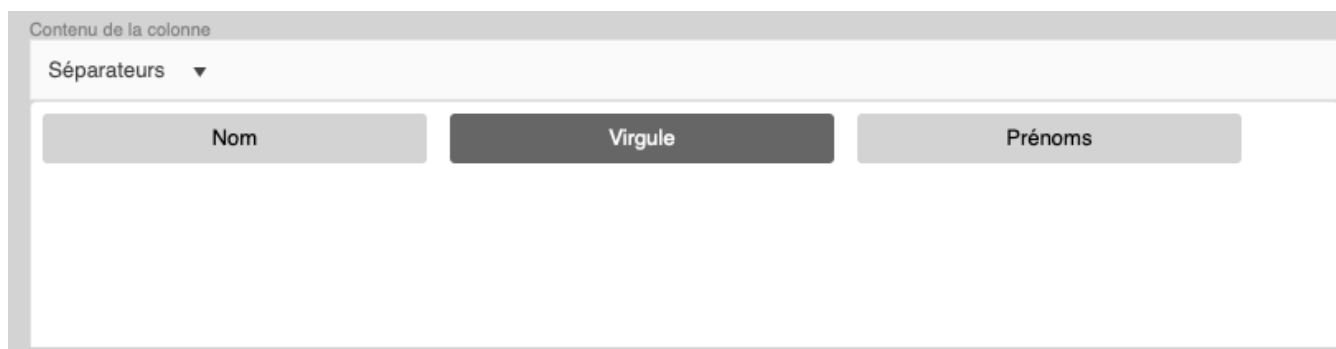 Contenu de la colonne
Séparateurs
Nom
Virgule
Prénoms